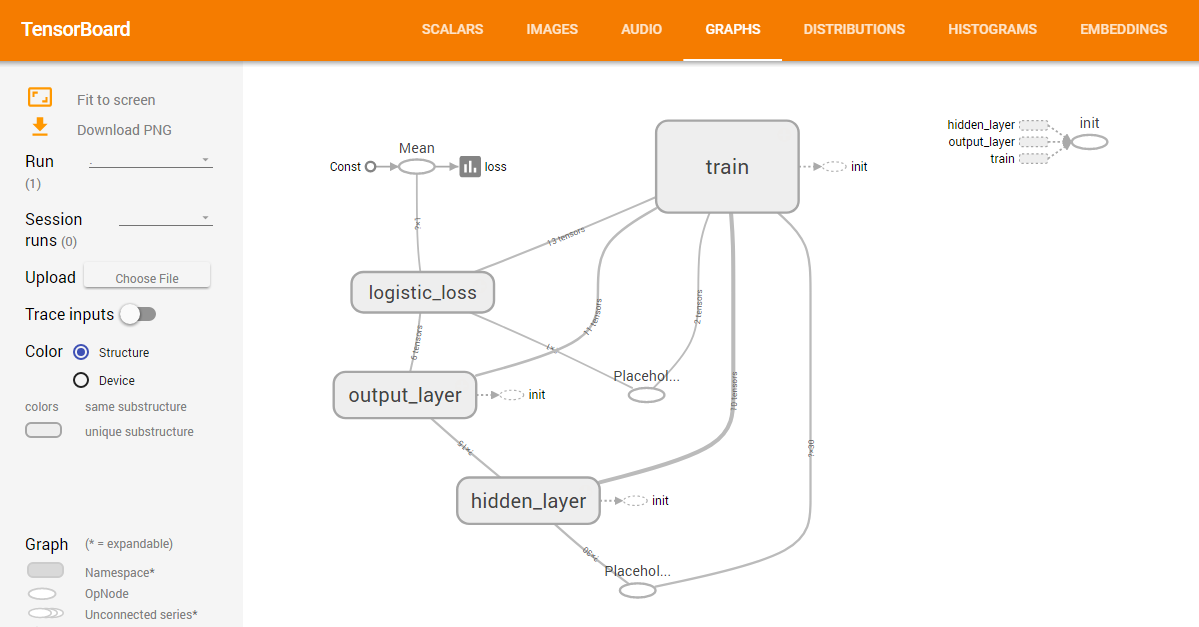 TensorBoard
SCALARS
IMAGES
AUDIO
GRAPHS
DISTRIBUTIONS
HISTOGRAMS
EMBEDDINGS
Fit to screen
Download PNG
Run
(1)
.
Session
runs (0)
Upload
Choose File
Trace inputs
Color
Structure
Device
colors
same substructure
unique substructure
Graph
(* = expandable)
Namespace*
OpNode
Unconnected series*
Mean
Const
loss
train
init
hidden_layer
output_layer
train
init
?×1
13 tensors
logistic_loss
6 tensors
11 tensors
2 tensors
?×1
Placehol...
output_layer
init
70 tensors
?×15
?×30
hidden_layer
init
?×30
Placehol...